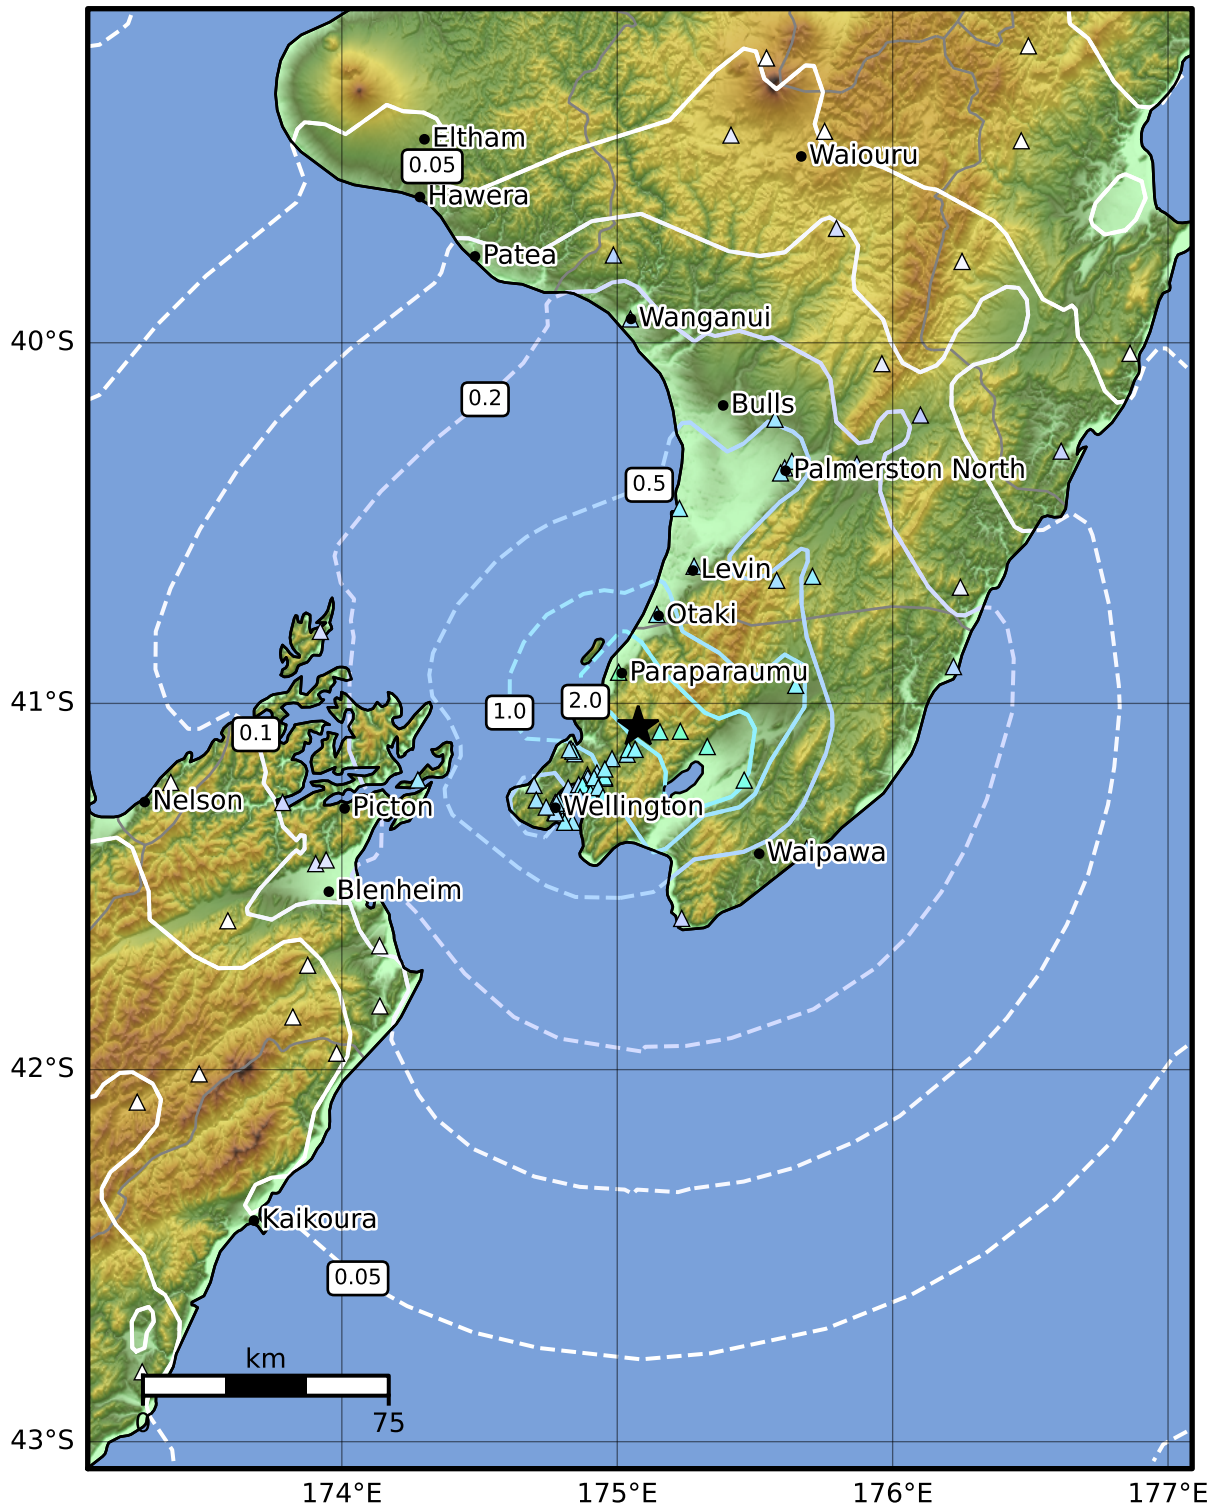 Eltham
0.05
Waiouru
Hawera
Patea
Wanganui
40°S
0.2
Bulls
Palmerston North
0.5
Levin
Otaki
Paraparaumu
41°S
2.0
1.0
0.1
Nelson
Picton
Wellington
Waipawa
Blenheim
42°S
Kaikoura
0.05
km
0
75
43°S
174°E
175°E
176°E
177°E